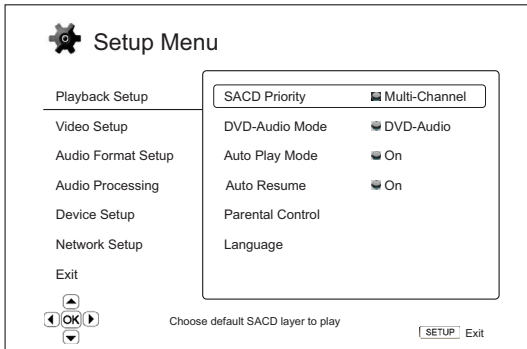 Setup Menu
Playback Setup
Video Setup
Audio Format Setup
Audio Processing
Device Setup
Network Setup
Exit
SACD Priority Multi-Channel
DVD-Audio Mode DVD-Audio
Auto Play Mode On
Auto Resume On
Parental Control
Language
OK
Choose default SACD layer to play
SETUP Exit